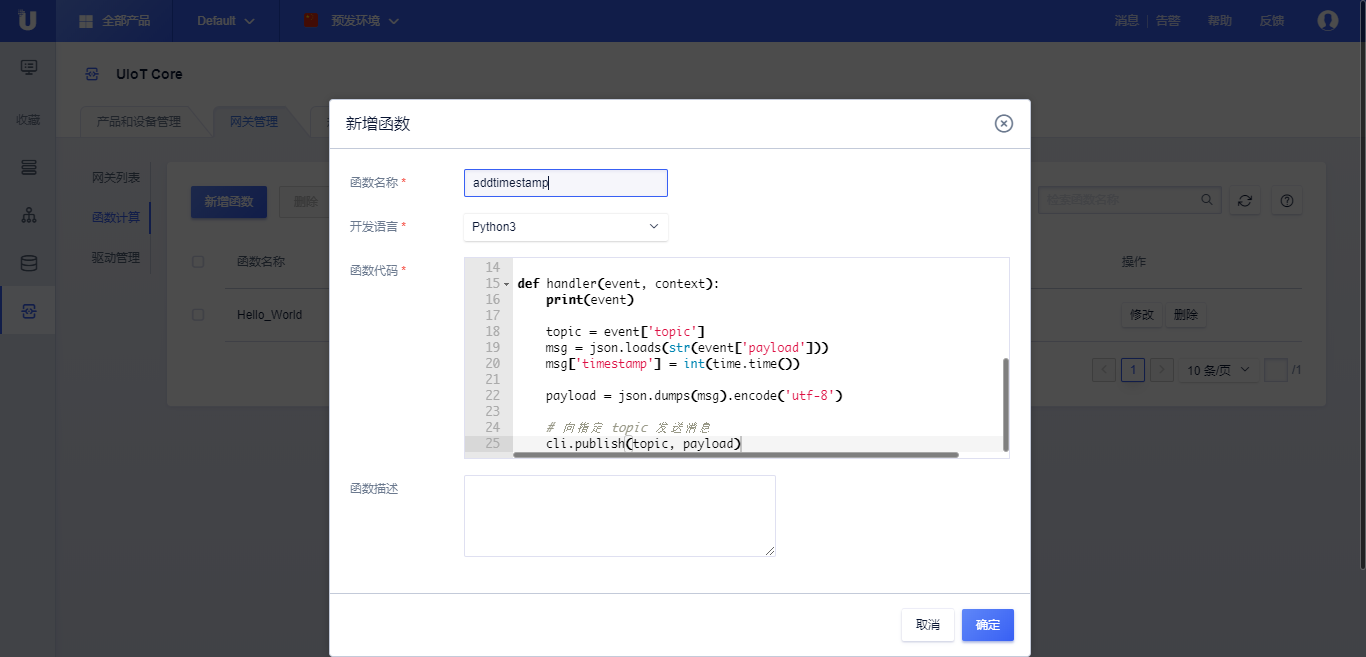 全部产品 Default 预发环境 消息 告警 帮助 反馈
UIoT Core
收藏
产品和设备管理 网关管理
网关列表
函数计算
驱动管理
新增函数 删除
检索函数名称
函数名称 操作
Hello_World 修改 删除
1 10 条/页 /1
新增函数
函数名称 *
addtimestamp
开发语言 *
Python3
函数代码 *
14
15 def handler(event, context):
16 print(event)
17
18 topic = event['topic']
19 msg = json.loads(str(event['payload']))
20 msg['timestamp'] = int(time.time())
21
22 payload = json.dumps(msg).encode('utf-8')
23
24 # 向指定 topic 发送消息
25 cli.publish(topic, payload)
函数描述
取消 确定